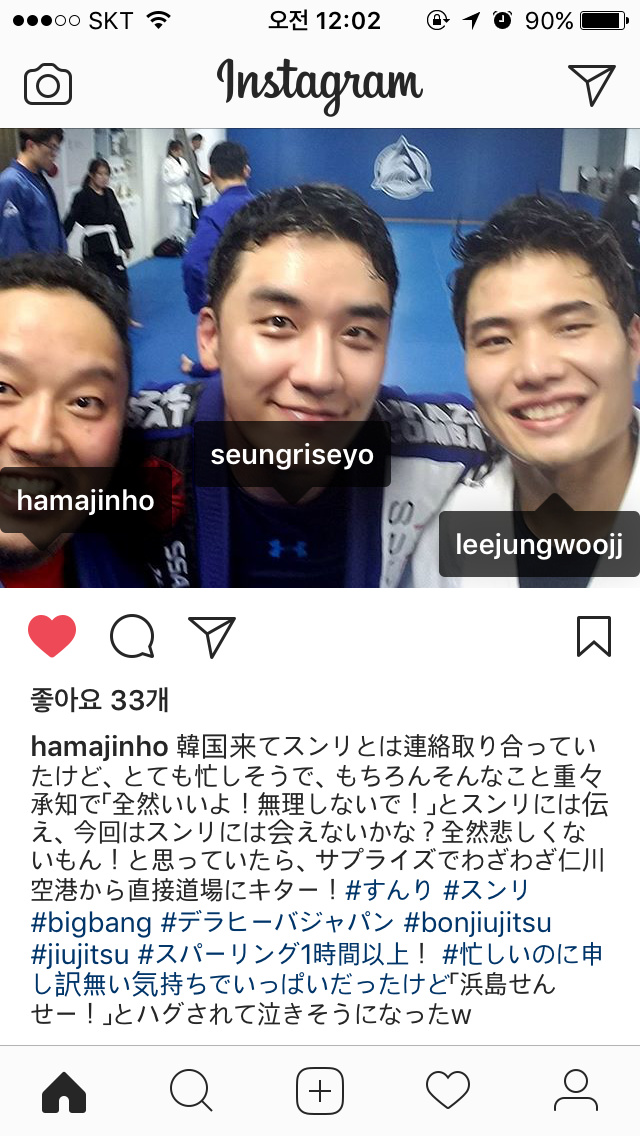 SKT 오전 12:02 90%
Instagram
seungriseyo
hamajinho
leejungwoojj
좋아요 33개
hamajinho 韓国来てスンリとは連絡取り合ってい
たけど、とても忙しそうで、もちろんそんなこと重々
承知で「全然いいよ！無理しないで！」とスンリには伝
え、今回はスンリには会えないかな？全然悲しくな
いもん！と思っていたら、サプライズでわざわざ仁川
空港から直接道場にキター！#すんり #スンリ
#bigbang #デラヒーバジャパン #bonjiujitsu
#jiujitsu #スパーリング1時間以上！ #忙しいのに申
し訳無い気持ちでいっぱいだったけど「浜島せん
せー！」とハグされて泣きそうになったw